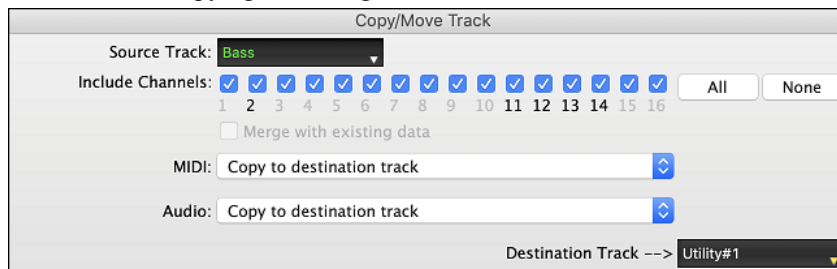 Copy/Move Track
Source Track: Bass
Include Channels: All None
1 2 3 4 5 6 7 8 9 10 11 12 13 14 15 16
Merge with existing data
MIDI: Copy to destination track
Audio: Copy to destination track
Destination Track --> Utility#1